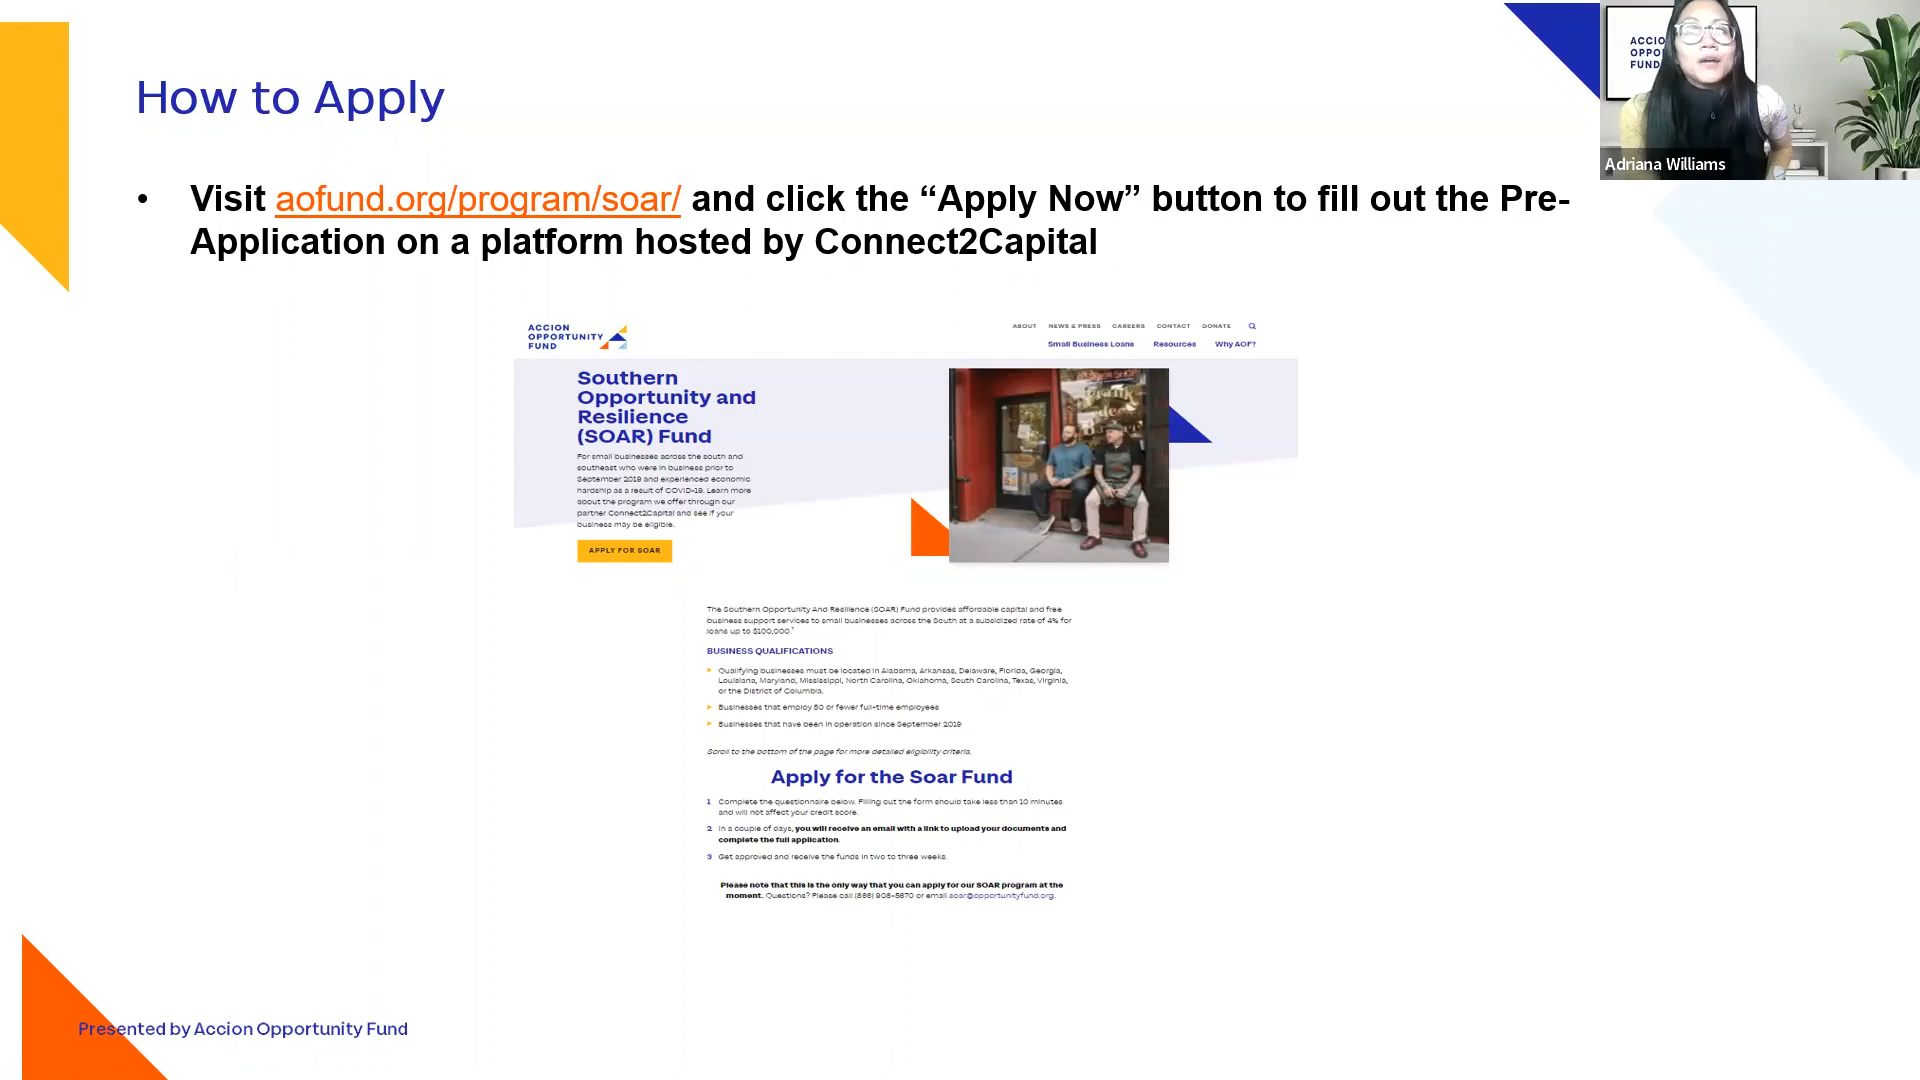 How to Apply
• Visit aofund.org/program/soar/ and click the “Apply Now” button to fill out the Pre-
Application on a platform hosted by Connect2Capital
ACCIO
OPPO
FUND
Adriana Williams
ACCION
OPPORTUNITY
FUND
ABOUT NEWS & PRESS CAREERS CONTACT DONATE
Small Business Loans Resources Why AOF?
Southern
Opportunity and
Resilience
(SOAR) Fund
For small businesses across the south and
southeast who were in business prior to
September 2019 and experienced economic
hardship as a result of COVID-19. Learn more
about the program we offer through our
partner Connect2Capital and see if your
business may be eligible.
APPLY FOR SOAR
The Southern Opportunity And Resilience (SOAR) Fund provides affordable capital and free
business support services to small businesses across the South at a subsidized rate of 4% for
loans up to $100,000.¹
BUSINESS QUALIFICATIONS
Qualifying businesses must be located in Alabama, Arkansas, Delaware, Florida, Georgia,
Louisiana, Maryland, Mississippi, North Carolina, Oklahoma, South Carolina, Texas, Virginia,
or the District of Columbia.
Businesses that employ 50 or fewer full-time employees
Businesses that have been in operation since September 2019
Scroll to the bottom of the page for more detailed eligibility criteria.
Apply for the Soar Fund
1 Complete the questionnaire below. Filling out the form should take less than 10 minutes
and will not affect your credit score.
2 In a couple of days, you will receive an email with a link to upload your documents and
complete the full application.
3 Get approved and receive the funds in two to three weeks.
Please note that this is the only way that you can apply for our SOAR program at the
moment. Questions? Please call (866) 908-5670 or email soar@opportunityfund.org.
Presented by Accion Opportunity Fund